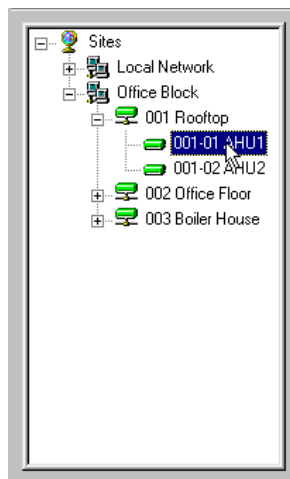 Sites
Local Network
Office Block
001 Rooftop
001-01 AHU1
001-02 AHU2
002 Office Floor
003 Boiler House